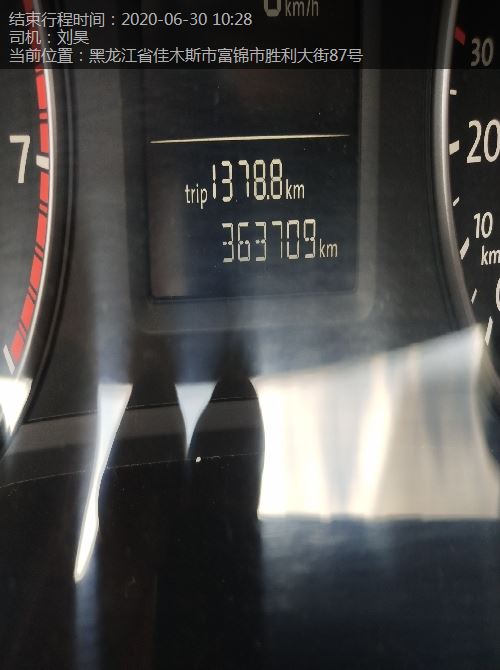 结束行程时间：2020-06-30 10:28
司机：刘昊
当前位置：黑龙江省佳木斯市富锦市胜利大街87号
0 km/h
30
7
20
trip 1378.8 km
10
363709 km
km